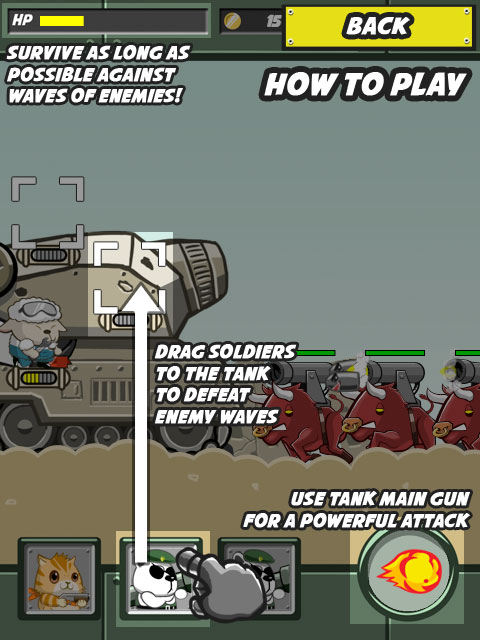 HP
15
BACK
SURVIVE AS LONG AS
POSSIBLE AGAINST
WAVES OF ENEMIES!
HOW TO PLAY
DRAG SOLDIERS
TO THE TANK
TO DEFEAT
ENEMY WAVES
USE TANK MAIN GUN
FOR A POWERFUL ATTACK